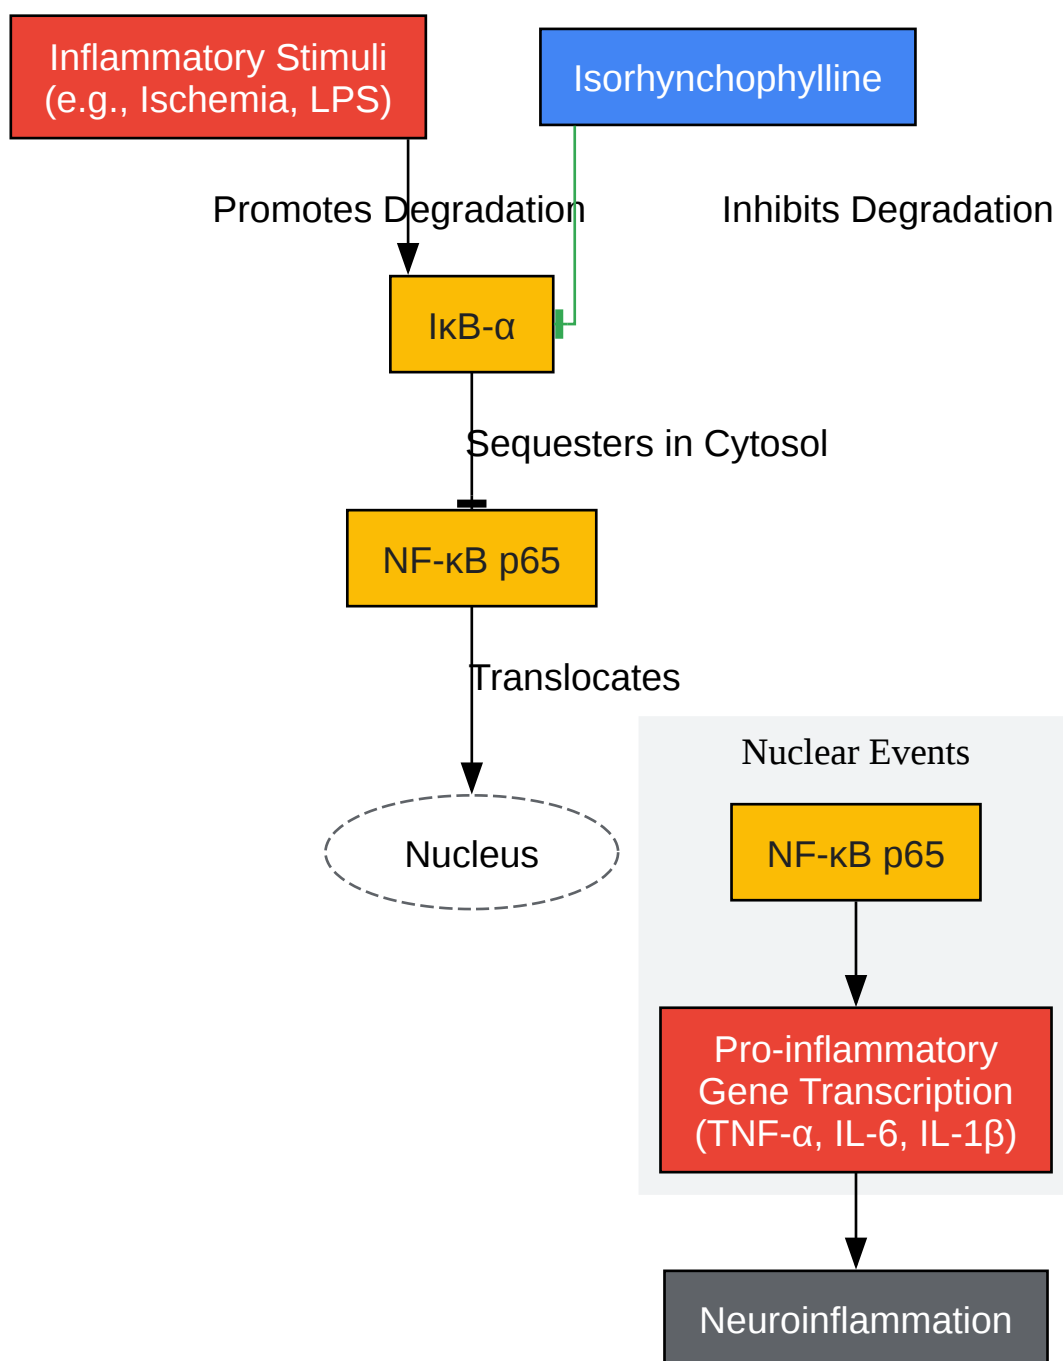 Inflammatory Stimuli
(e.g., Ischemia, LPS)
Isorhynchophylline
Promotes Degradation
Inhibits Degradation
IκB-α
Sequesters in Cytosol
NF-κB p65
Translocates
Nucleus
Nuclear Events
NF-κB p65
Pro-inflammatory
Gene Transcription
(TNF-α, IL-6, IL-1β)
Neuroinflammation